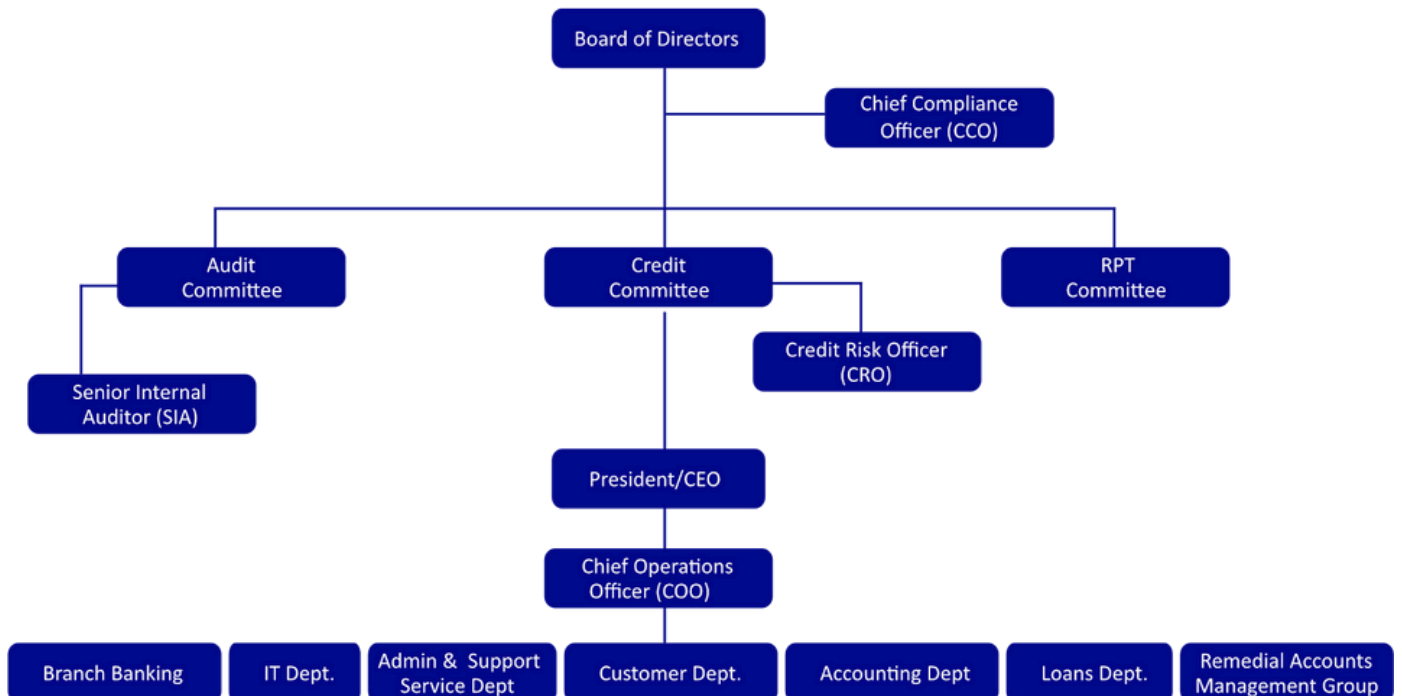 Board of Directors
Chief Compliance
Officer (CCO)
Audit
Committee
Credit
Committee
RPT
Committee
Credit Risk Officer
(CRO)
Senior Internal
Auditor (SIA)
President/CEO
Chief Operations
Officer (COO)
Branch Banking
IT Dept.
Admin & Support
Service Dept
Customer Dept.
Accounting Dept
Loans Dept.
Remedial Accounts
Management Group